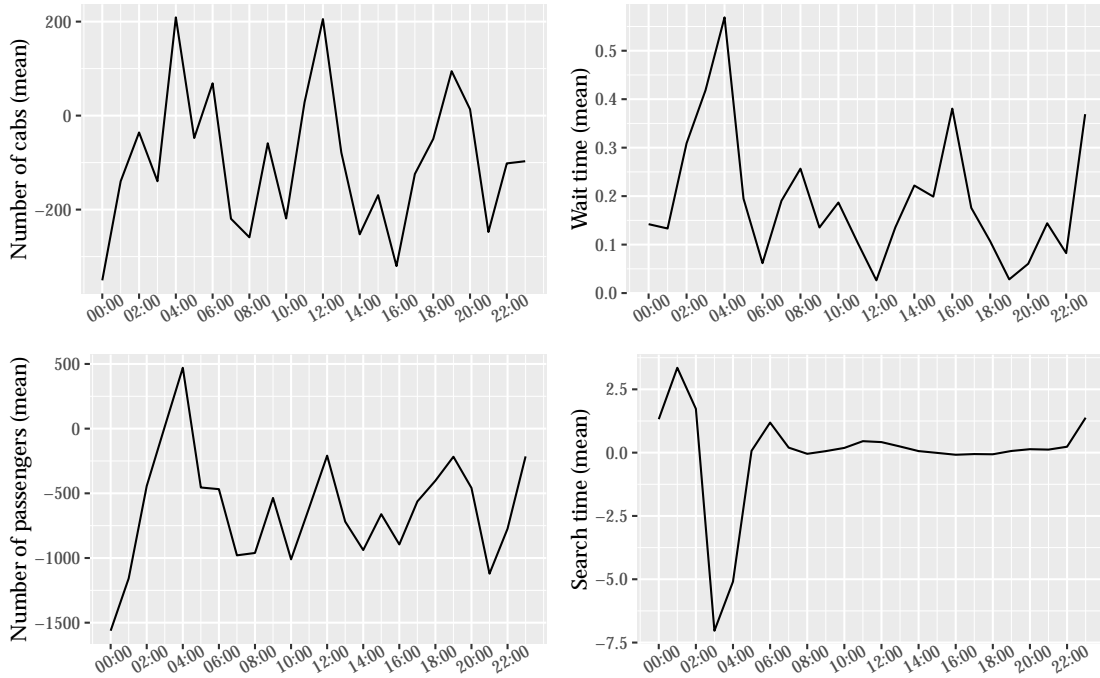 Number of cabs (mean)
200
0
−200
00:00 02:00 04:00 06:00 08:00 10:00 12:00 14:00 16:00 18:00 20:00 22:00
Wait time (mean)
0.5
0.4
0.3
0.2
0.1
0.0
00:00 02:00 04:00 06:00 08:00 10:00 12:00 14:00 16:00 18:00 20:00 22:00
Number of passengers (mean)
500
0
−500
−1000
−1500
00:00 02:00 04:00 06:00 08:00 10:00 12:00 14:00 16:00 18:00 20:00 22:00
Search time (mean)
2.5
0.0
−2.5
−5.0
−7.5
00:00 02:00 04:00 06:00 08:00 10:00 12:00 14:00 16:00 18:00 20:00 22:00